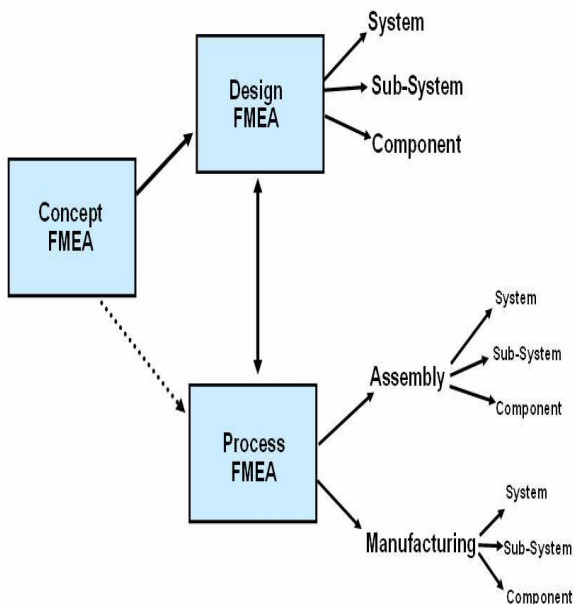 System
Design
FMEA
Sub-System
Component
Concept
FMEA
System
Sub-System
Assembly
Component
Process
FMEA
System
Manufacturing
Sub-System
Component